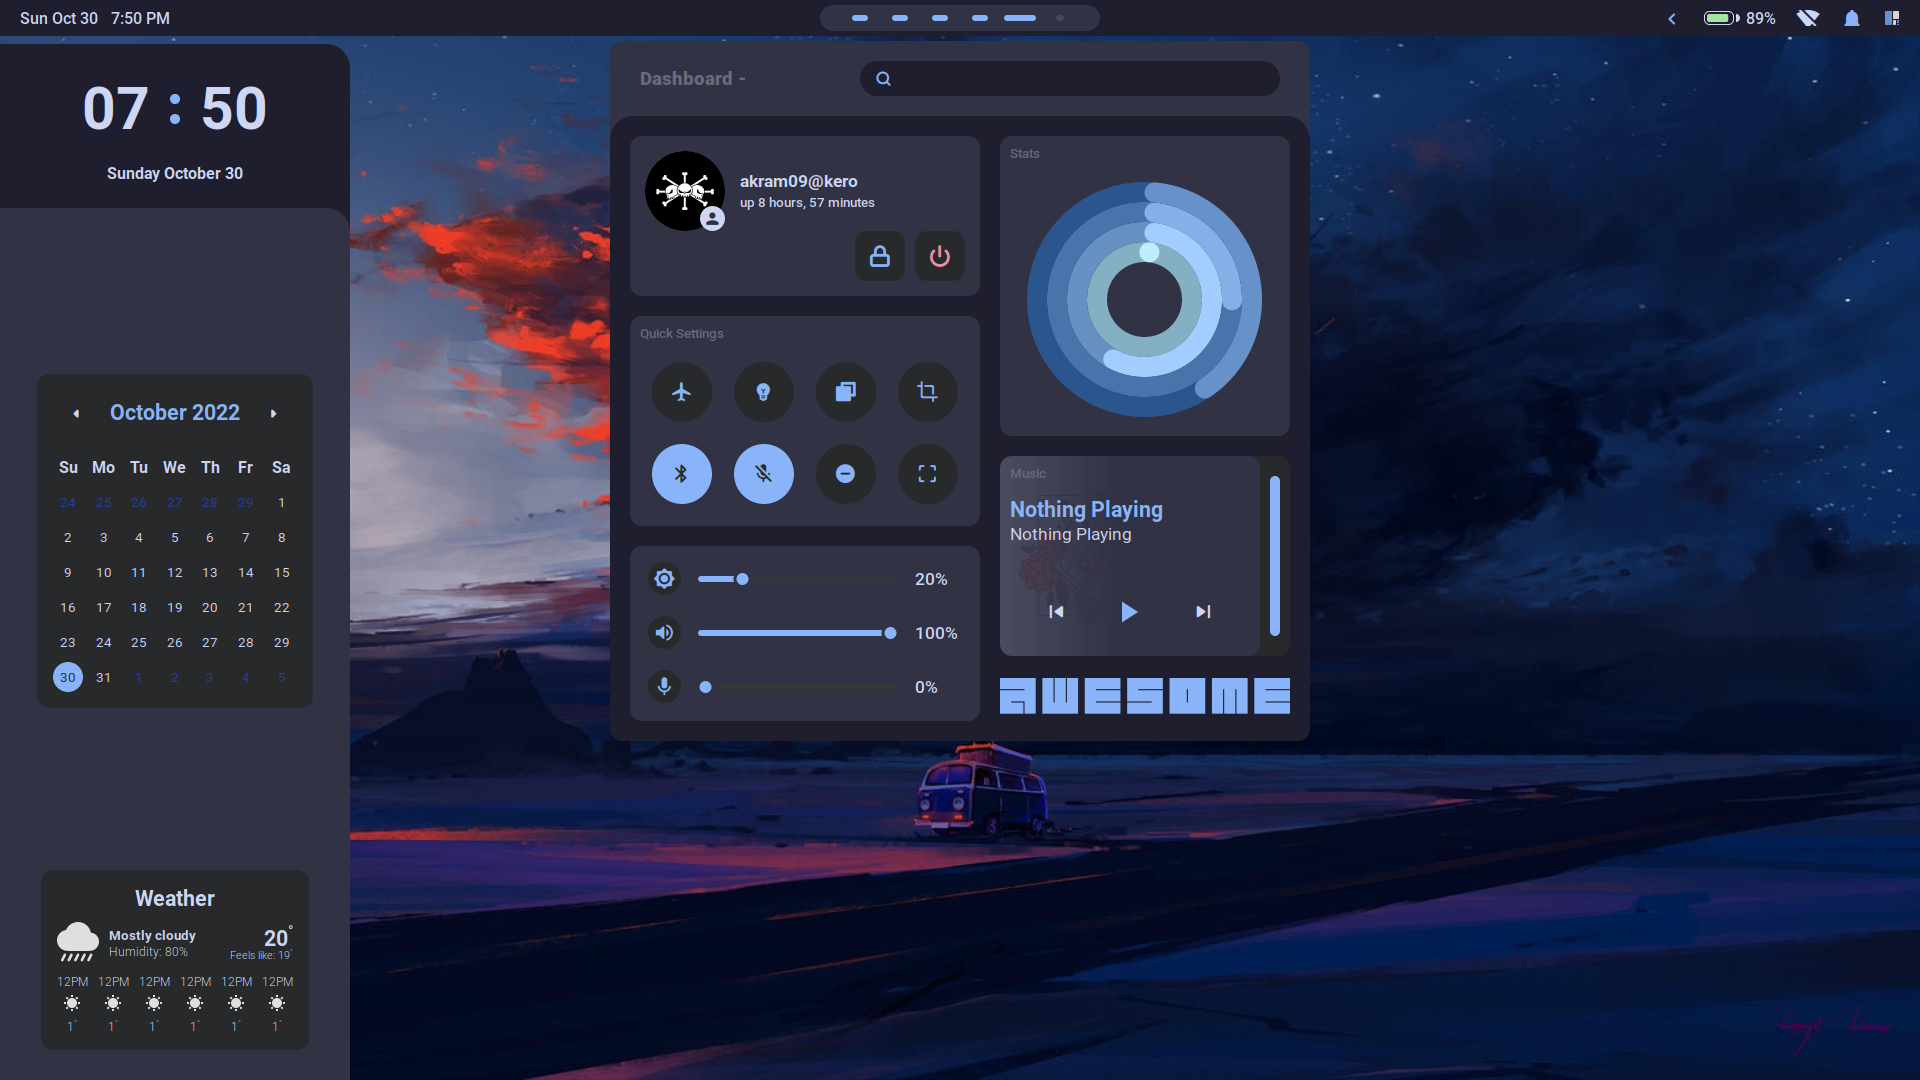 Sun Oct 30 7:50 PM
89%
07 : 50
Sunday October 30
October 2022
Su Mo Tu We Th Fr Sa
24 25 26 27 28 29 1
2 3 4 5 6 7 8
9 10 11 12 13 14 15
16 17 18 19 20 21 22
23 24 25 26 27 28 29
30 31 1 2 3 4 5
Weather
Mostly cloudy
Humidity: 80%
20°
Feels like: 19°
12PM 12PM 12PM 12PM 12PM 12PM
1° 1° 1° 1° 1° 1°
Dashboard -
akram09@kero
up 8 hours, 57 minutes
Quick Settings
20%
100%
0%
Stats
Music
Nothing Playing
Nothing Playing
AWESOME